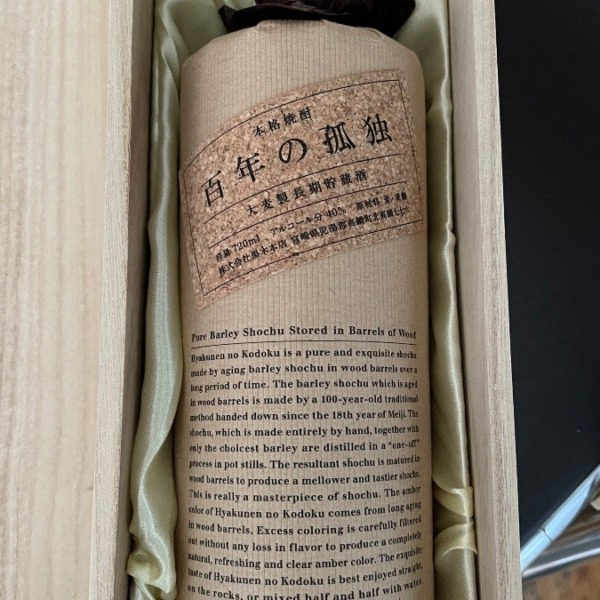 本格焼酎
百年の孤独
大麦製長期貯蔵酒
容量720ml アルコール分40% 原材料 麦・麦麹
株式会社黒木本店 宮崎県児湯郡高鍋町北高鍋七七六
Pure Barley Shochu Stored in Barrels of Wood
Hyakunen no Kodoku is a pure and exquisite shochu
made by aging barley shochu in wood barrels over a
long period of time. The barley shochu which is aged
in wood barrels is made by a 100-year-old traditional
method handed down since the 18th year of Meiji. The
shochu, which is made entirely by hand, together with
only the choicest barley are distilled in a "one-off"
process in pot stills. The resultant shochu is matured in
wood barrels to produce a mellower and tastier shochu.
This is really a masterpiece of shochu. The amber
color of Hyakunen no Kodoku comes from long aging
in wood barrels. Excess coloring is carefully filtered
out without any loss in flavor to produce a completely
natural, refreshing and clear amber color. The exquisite
taste of Hyakunen no Kodoku is best enjoyed straight,
on the rocks, or mixed half and half with water.